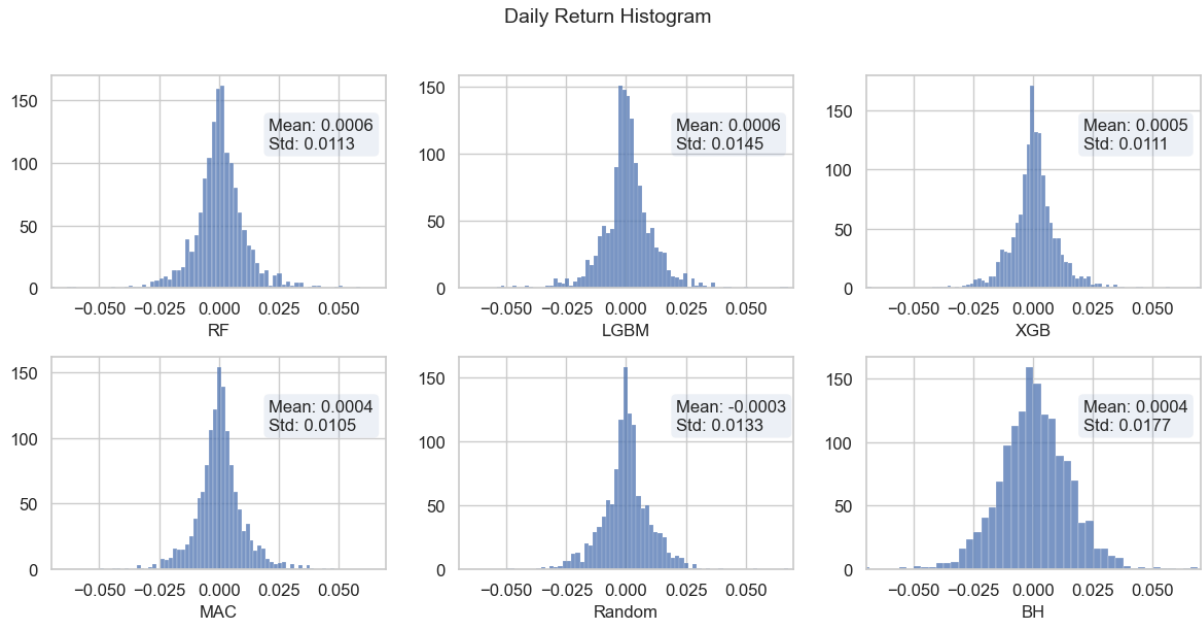 Daily Return Histogram
150
100
50
0
Mean: 0.0006
Std: 0.0113
−0.050 −0.025 0.000 0.025 0.050
RF
150
100
50
0
Mean: 0.0006
Std: 0.0145
−0.050 −0.025 0.000 0.025 0.050
LGBM
150
100
50
0
Mean: 0.0005
Std: 0.0111
−0.050 −0.025 0.000 0.025 0.050
XGB
150
100
50
0
Mean: 0.0004
Std: 0.0105
−0.050 −0.025 0.000 0.025 0.050
MAC
150
100
50
0
Mean: -0.0003
Std: 0.0133
−0.050 −0.025 0.000 0.025 0.050
Random
150
100
50
0
Mean: 0.0004
Std: 0.0177
−0.050 −0.025 0.000 0.025 0.050
BH